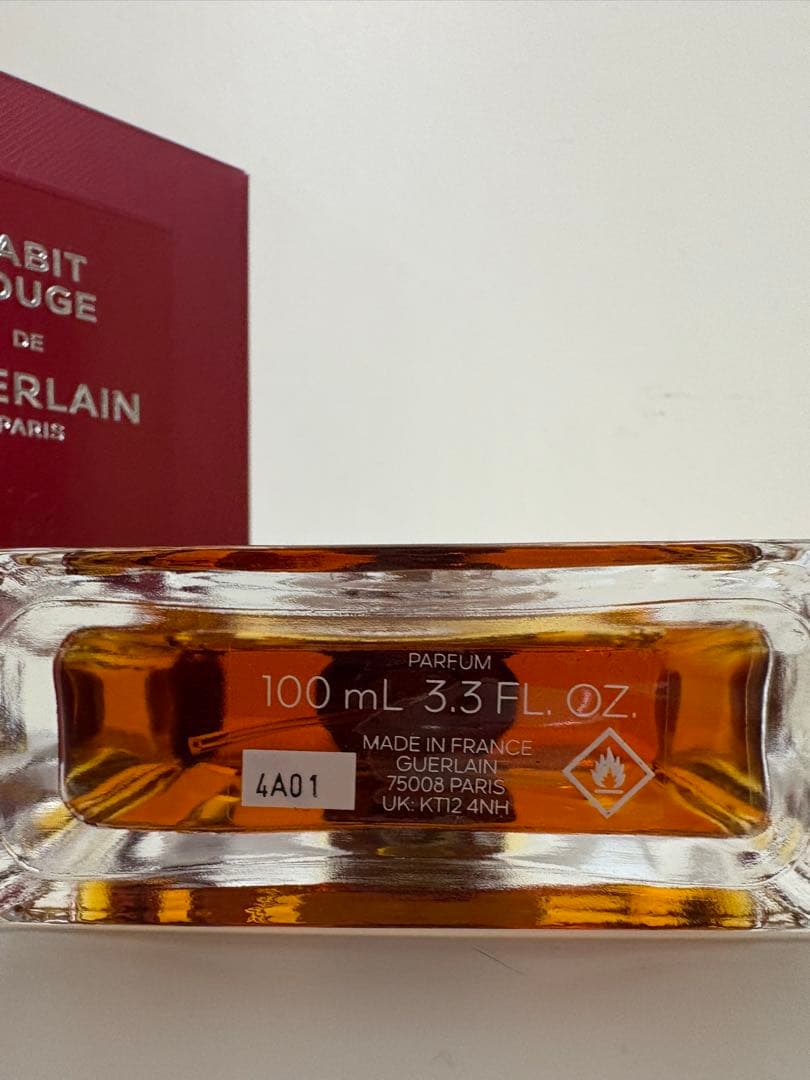 ABIT
OUGE
DE
ERLAIN
PARIS
PARFUM
100 mL 3.3 FL. OZ.
MADE IN FRANCE
GUERLAIN
75008 PARIS
UK: KT12 4NH
4A01